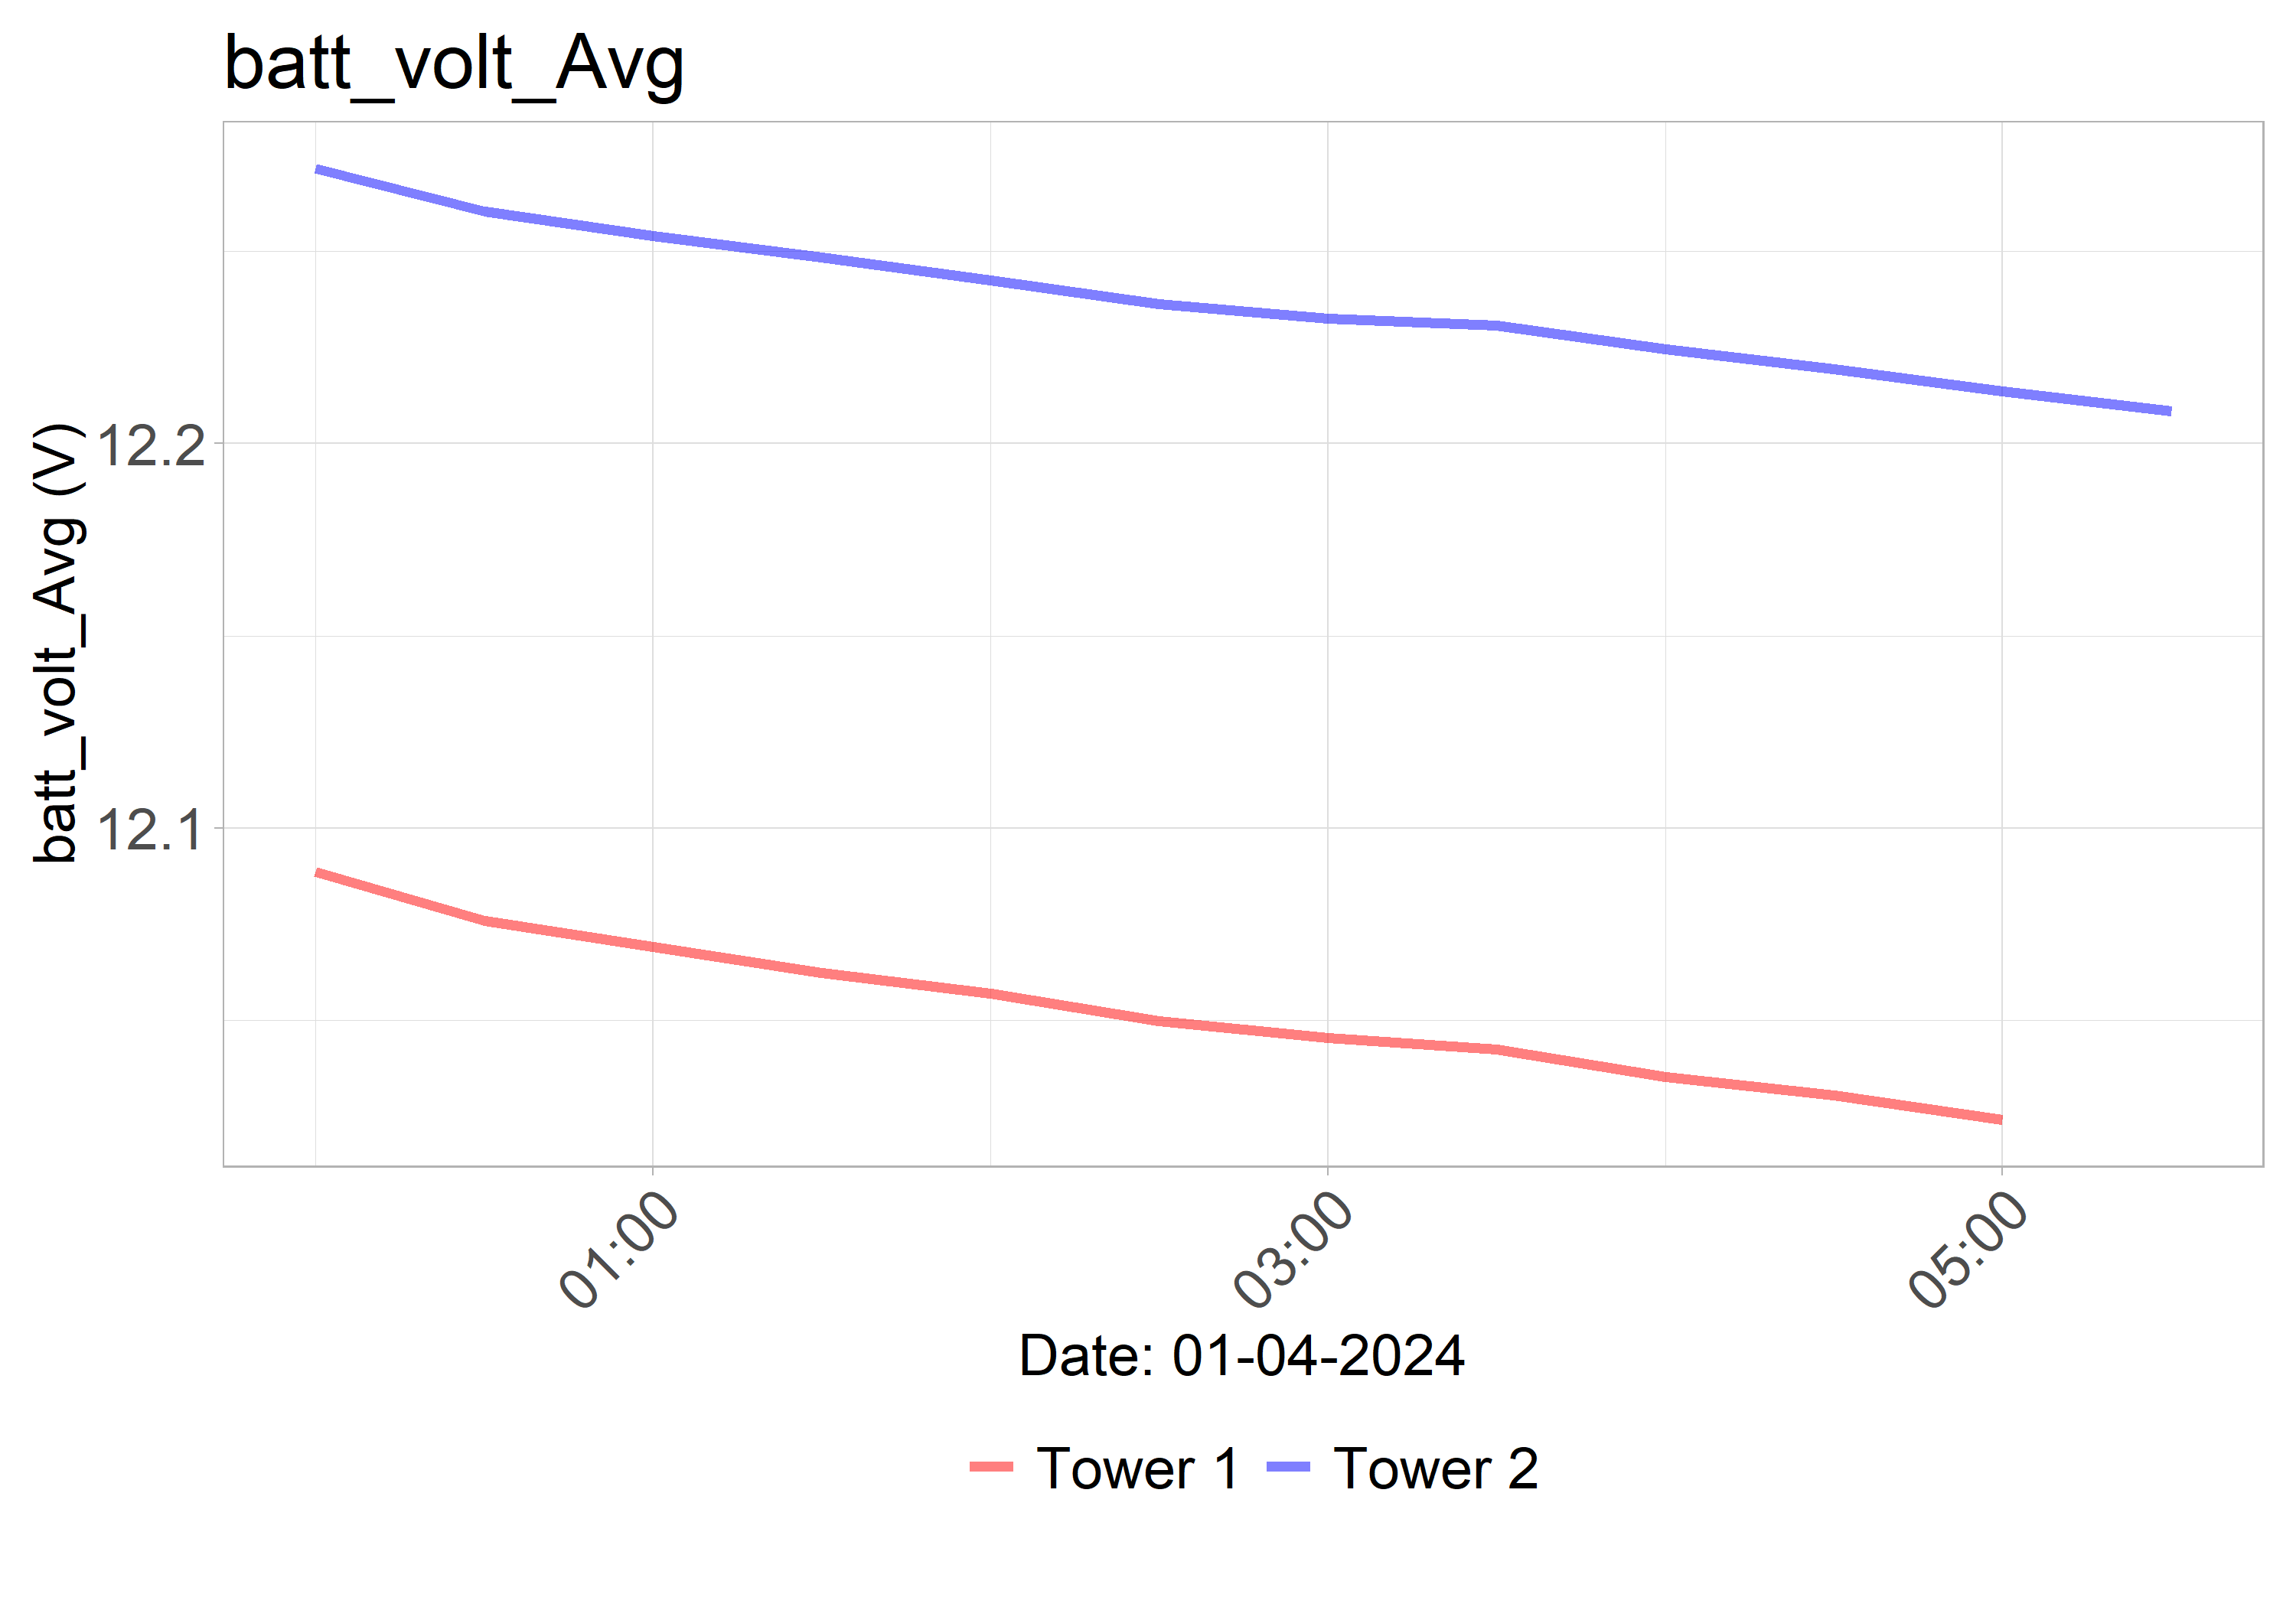 batt_volt_Avg
batt_volt_Avg (V)
12.2
12.1
01:00
03:00
05:00
Date: 01-04-2024
Tower 1
Tower 2